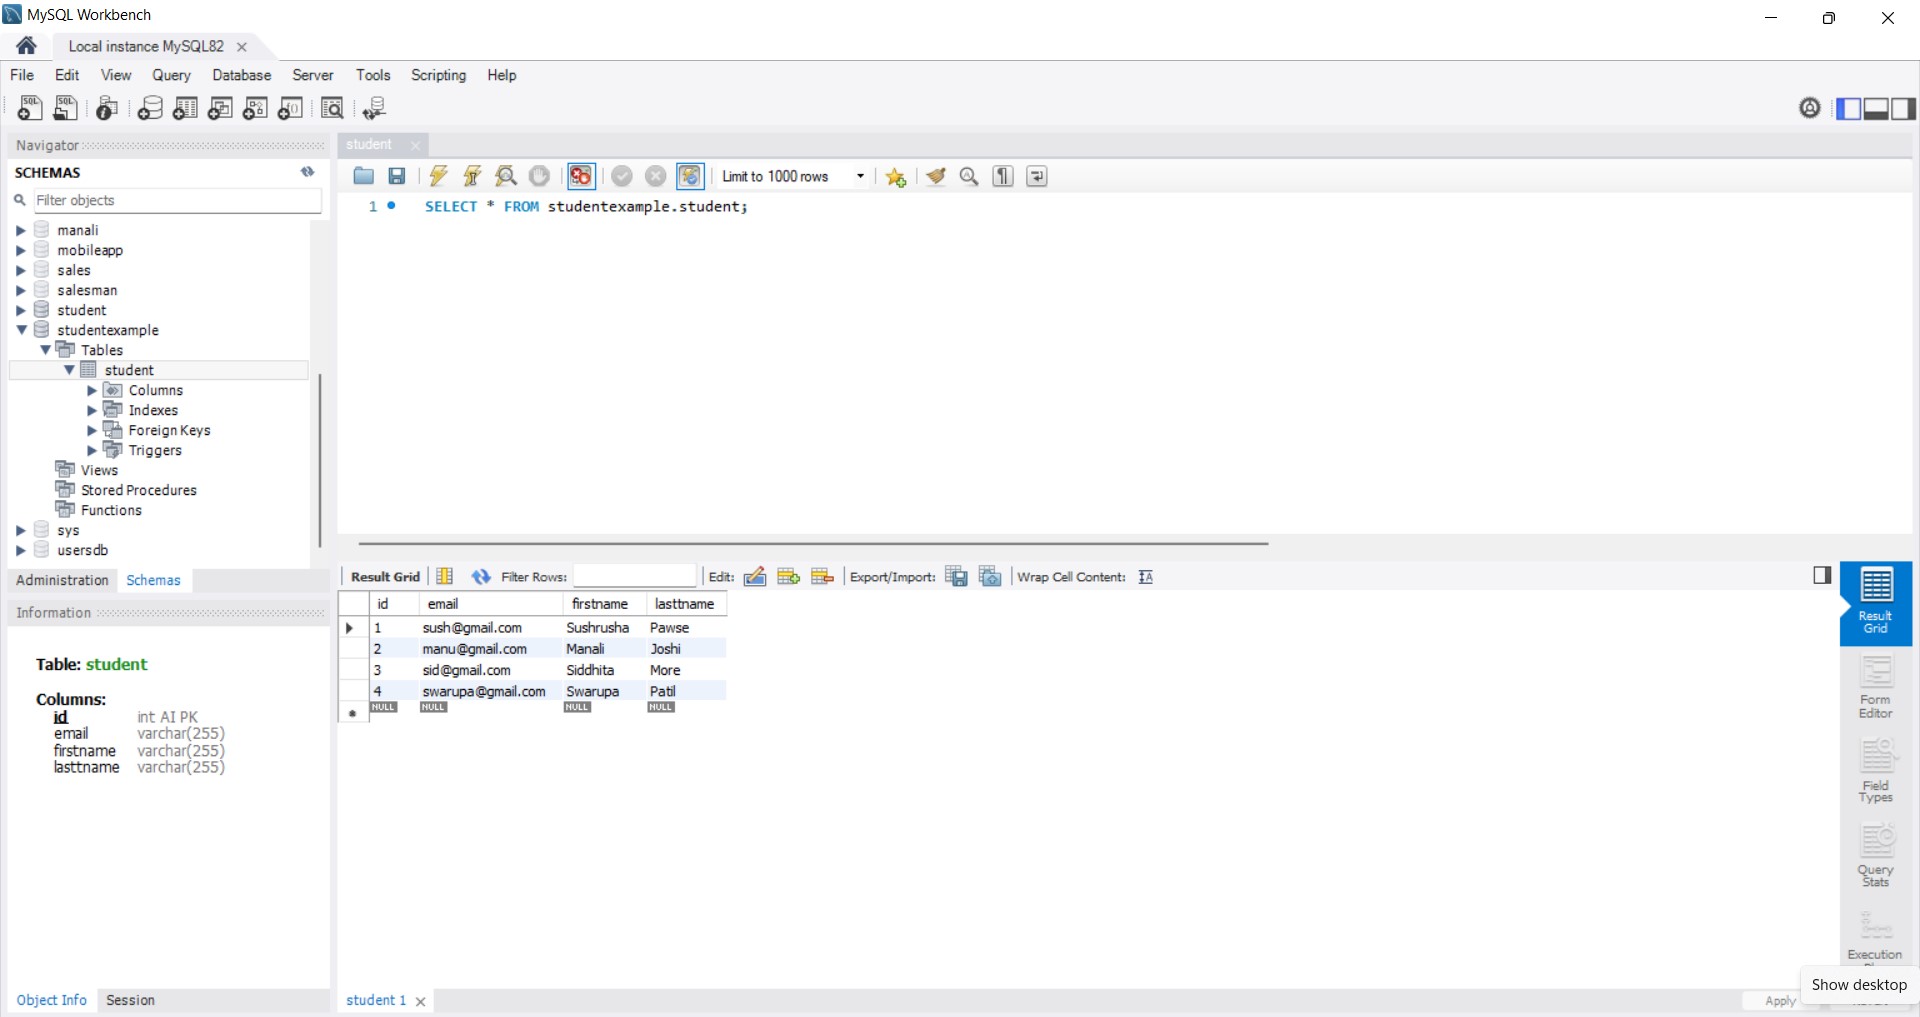 MySQL Workbench
Local instance MySQL82
File Edit View Query Database Server Tools Scripting Help
Navigator
SCHEMAS
Filter objects
manali
mobileapp
sales
salesman
student
studentexample
Tables
student
Columns
Indexes
Foreign Keys
Triggers
Views
Stored Procedures
Functions
sys
usersdb
Administration Schemas
Information
Table: student
Columns:
id int AI PK
email varchar(255)
firstname varchar(255)
lasttname varchar(255)
Object Info Session
student
Limit to 1000 rows
1 SELECT * FROM studentexample.student;
Result Grid Filter Rows: Edit: Export/Import: Wrap Cell Content:
id email firstname lasttname
1 sush@gmail.com Sushrusha Pawse
2 manu@gmail.com Manali Joshi
3 sid@gmail.com Siddhita More
4 swarupa@gmail.com Swarupa Patil
NULL NULL NULL NULL
Result
Grid
Form
Editor
Field
Types
Query
Stats
Execution
student 1
Apply
Show desktop